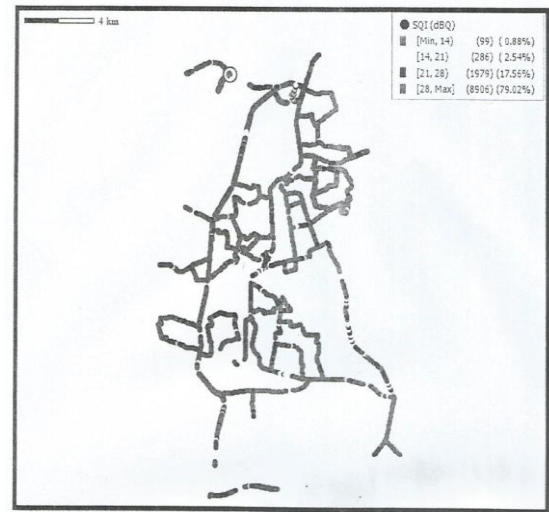 4 km
SQI (dBQ)
[Min, 14) (99) ( 0.88%)
[14, 21) (286) ( 2.54%)
[21, 28) (1979) (17.56%)
[28, Max] (8906) (79.02%)